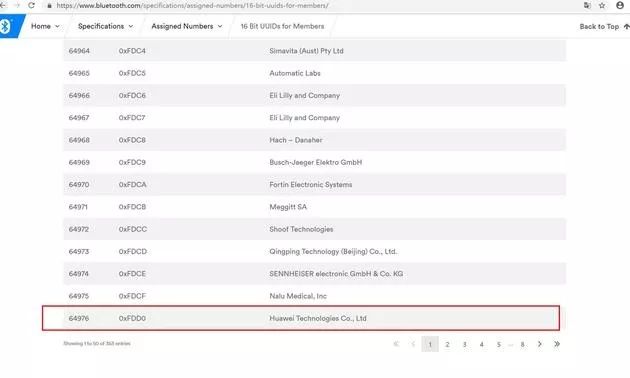 https://www.bluetooth.com/specifications/assigned-numbers/16-bit-uuids-for-members/
Home Specifications Assigned Numbers 16 Bit UUIDs for Members Back to Top
64964 0xFDC4 Simavita (Aust) Pty Ltd
64965 0xFDC5 Automatic Labs
64966 0xFDC6 Eli Lilly and Company
64967 0xFDC7 Eli Lilly and Company
64968 0xFDC8 Hach – Danaher
64969 0xFDC9 Busch-Jaeger Elektro GmbH
64970 0xFDCA Fortin Electronic Systems
64971 0xFDCB Meggitt SA
64972 0xFDCC Shoof Technologies
64973 0xFDCD Qingping Technology (Beijing) Co., Ltd.
64974 0xFDCE SENNHEISER electronic GmbH & Co. KG
64975 0xFDCF Nalu Medical, Inc
64976 0xFDD0 Huawei Technologies Co., Ltd
Showing 1 to 50 of 363 entries « < 1 2 3 4 5 ... 8 > »